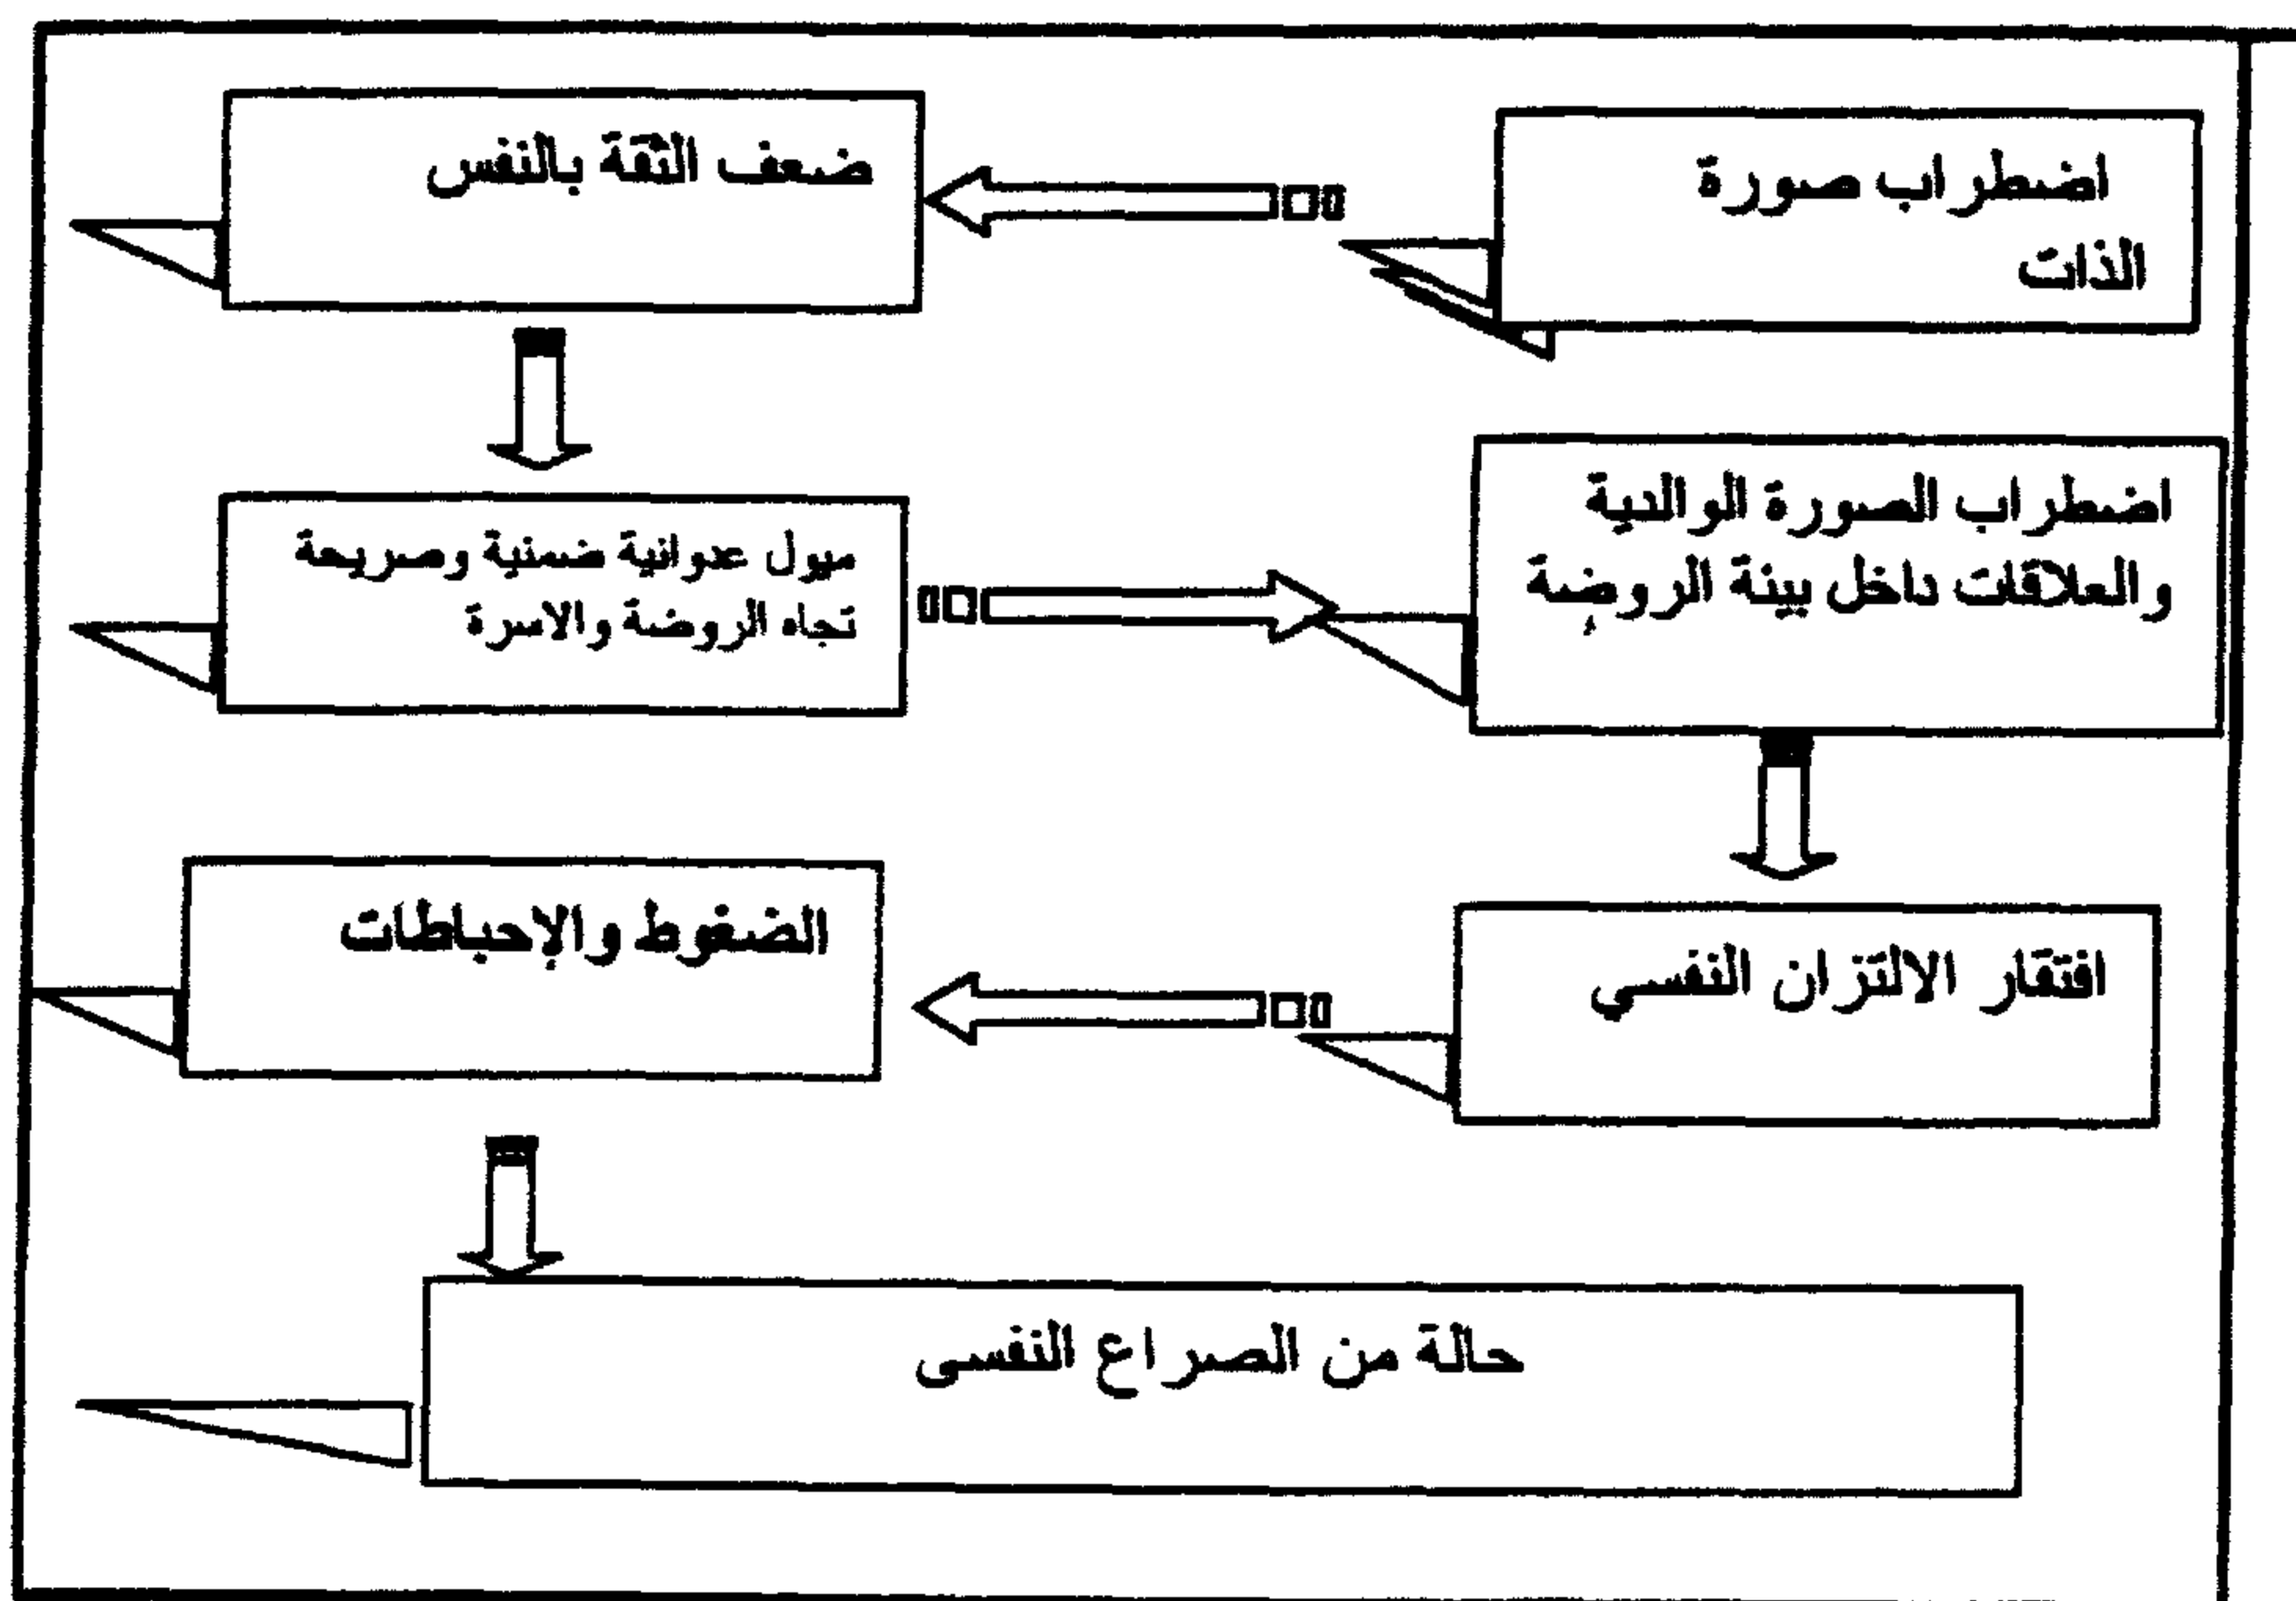 اضطراب صورة
الذات
ضعف الثقة بالنفس
ميول عدوانية ضمنية وصريحة
تجاه الروضة والاسرة
اضطراب الصورة الوالدية
والعلاقات داخل بيئة الروضة
افتقار الالتزان النفسي
الضغوط والإحباطات
حالة من الصراع النفسى